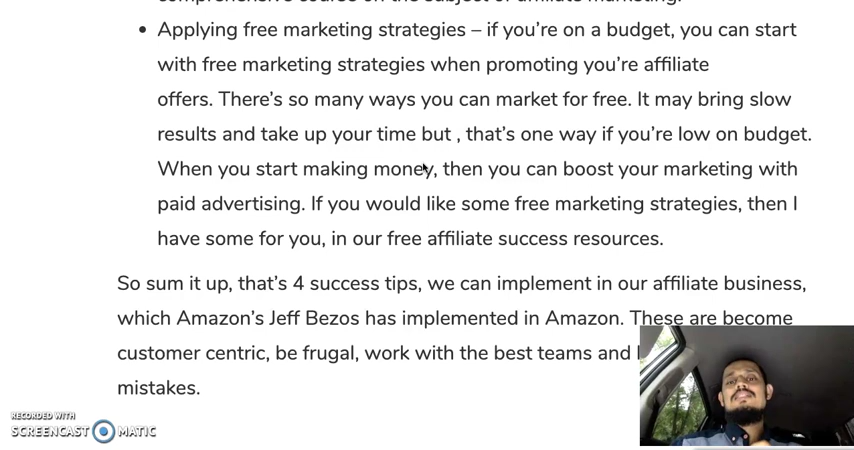 Applying free marketing strategies – if you're on a budget, you can start
with free marketing strategies when promoting you're affiliate
offers. There's so many ways you can market for free. It may bring slow
results and take up your time but , that's one way if you're low on budget.
When you start making money, then you can boost your marketing with
paid advertising. If you would like some free marketing strategies, then I
have some for you, in our free affiliate success resources.
So sum it up, that's 4 success tips, we can implement in our affiliate business,
which Amazon's Jeff Bezos has implemented in Amazon. These are become
customer centric, be frugal, work with the best teams and
mistakes.
RECORDED WITH
SCREENCAST MATIC